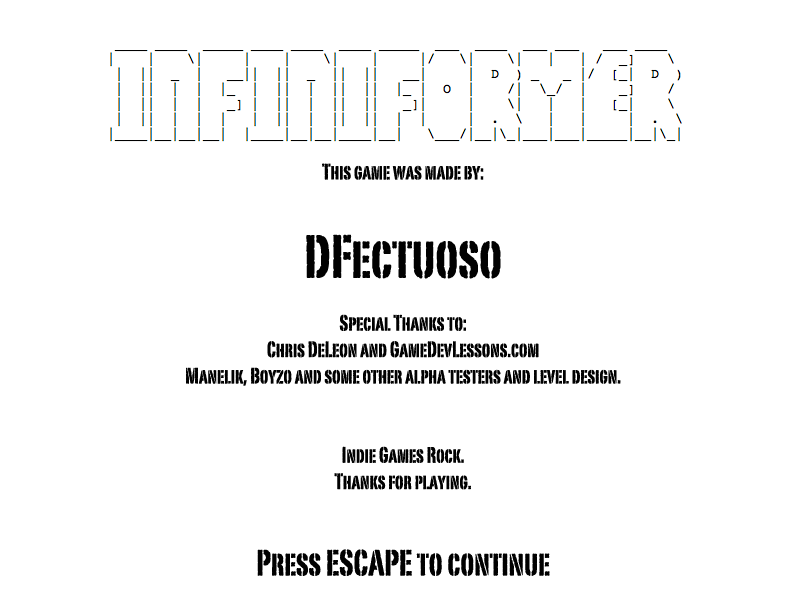 INFINIFORMER
THIS GAME WAS MADE BY:
DFECTUOSO
SPECIAL THANKS TO:
CHRIS DELEON AND GAMEDEVLESSONS.COM
MANELIK, BOYZO AND SOME OTHER ALPHA TESTERS AND LEVEL DESIGN.
INDIE GAMES ROCK.
THANKS FOR PLAYING.
PRESS ESCAPE TO CONTINUE